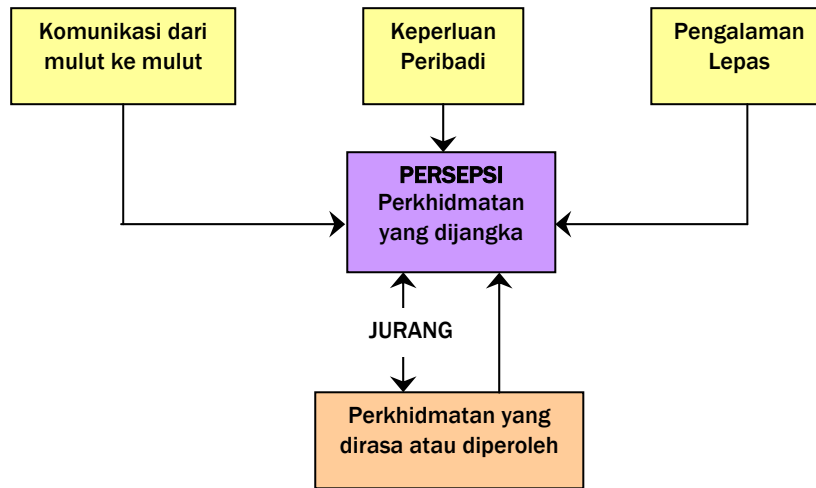 Komunikasi dari
mulut ke mulut
Keperluan
Peribadi
Pengalaman
Lepas
PERSEPSI
Perkhidmatan
yang dijangka
JURANG
Perkhidmatan yang
dirasa atau diperoleh